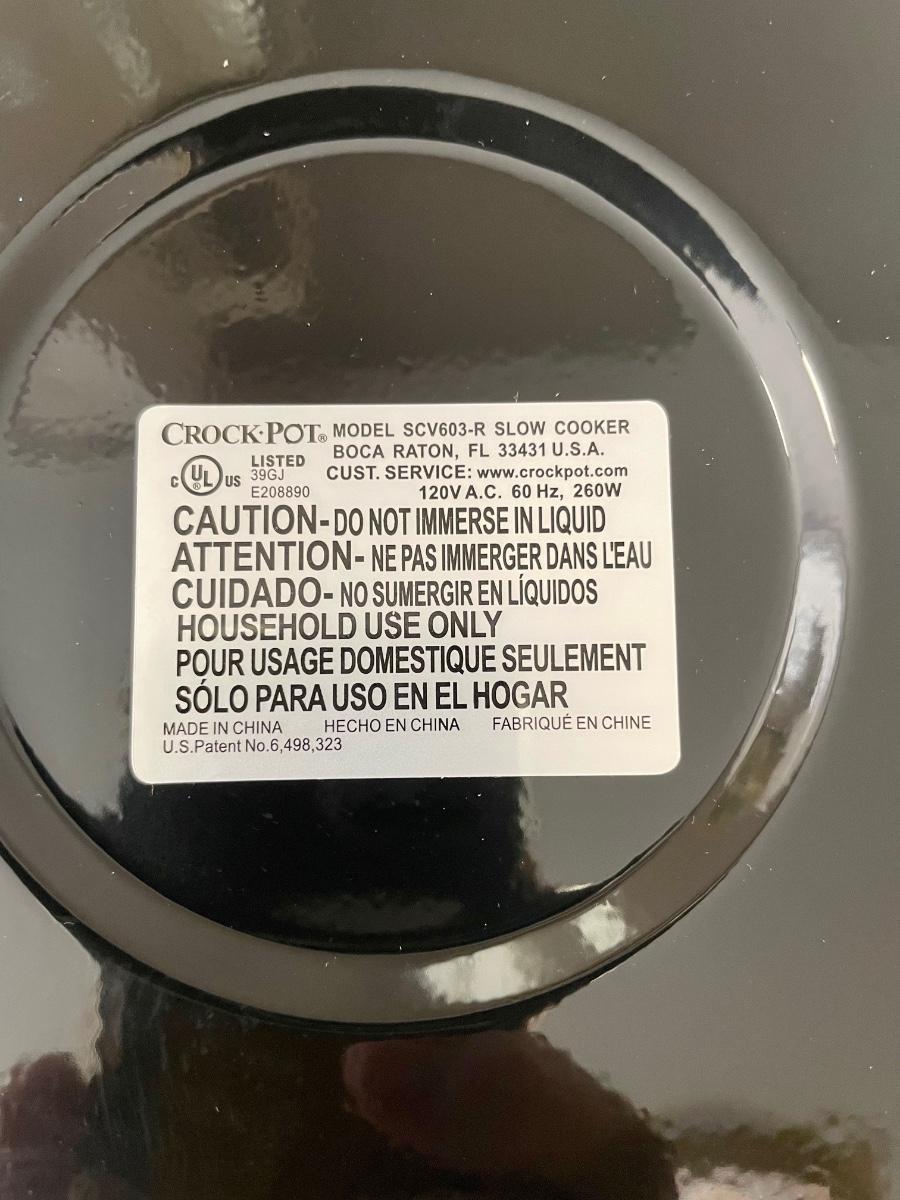 CROCK·POT® MODEL SCV603-R SLOW COOKER
BOCA RATON, FL 33431 U.S.A.
CUST. SERVICE: www.crockpot.com
120V A.C. 60 Hz, 260W
C UL® US LISTED
39GJ
E208890
CAUTION- DO NOT IMMERSE IN LIQUID
ATTENTION- NE PAS IMMERGER DANS L'EAU
CUIDADO- NO SUMERGIR EN LÍQUIDOS
HOUSEHOLD USE ONLY
POUR USAGE DOMESTIQUE SEULEMENT
SÓLO PARA USO EN EL HOGAR
MADE IN CHINA HECHO EN CHINA FABRIQUÉ EN CHINE
U.S.Patent No.6,498,323